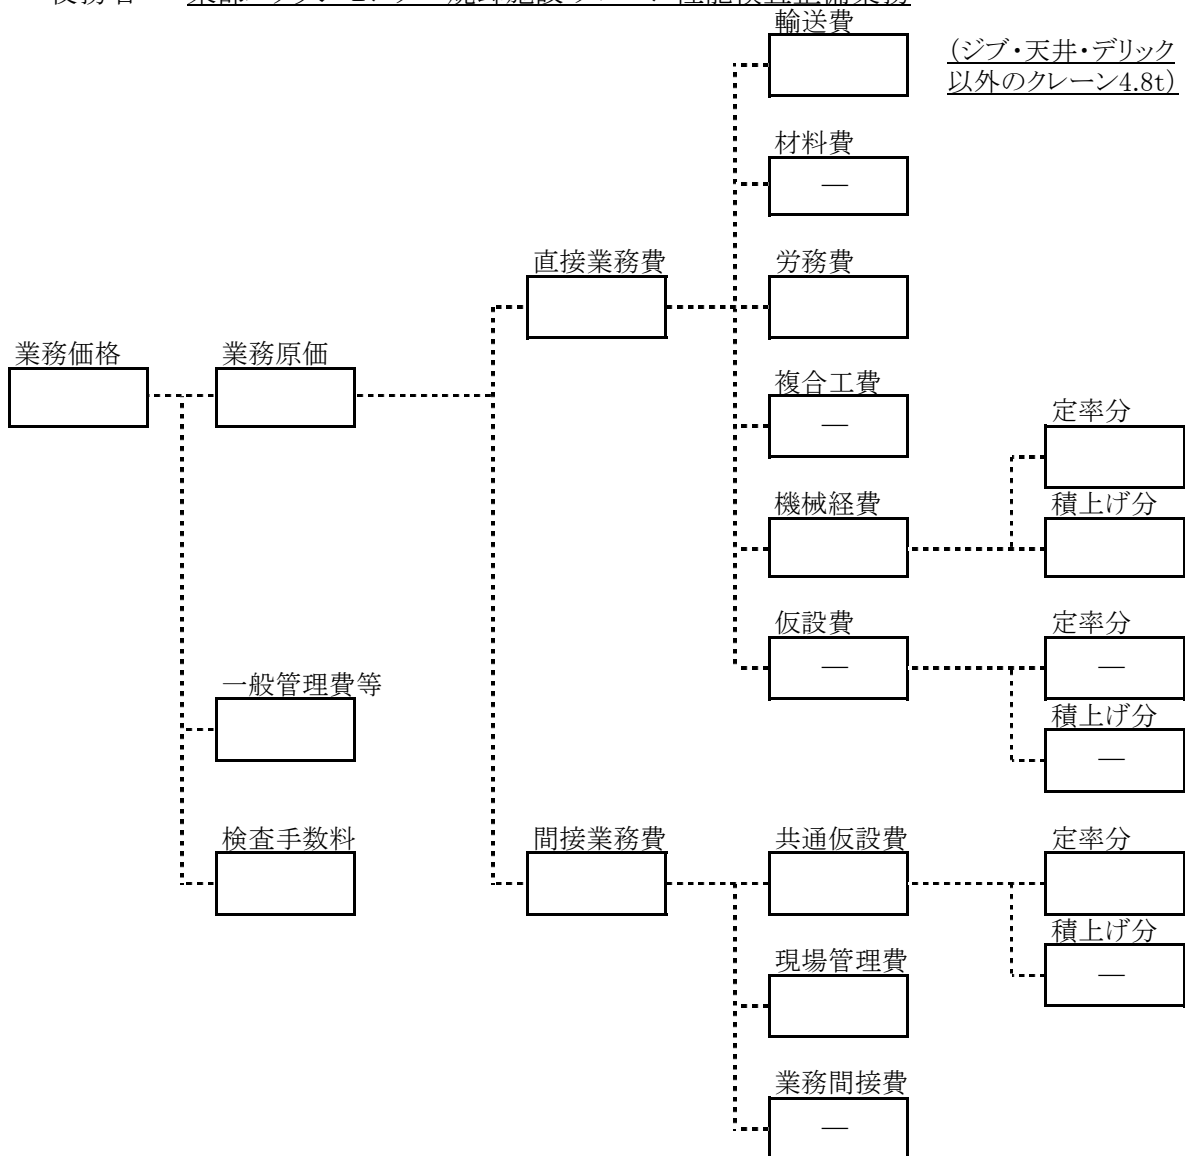 輸送費
(ジブ・天井・デリック
以外のクレーン4.8t)
材料費
―
直接業務費
労務費
業務価格
業務原価
複合工費
―
定率分
機械経費
積上げ分
仮設費
―
定率分
―
一般管理費等
積上げ分
―
検査手数料
間接業務費
共通仮設費
定率分
積上げ分
―
現場管理費
業務間接費
―